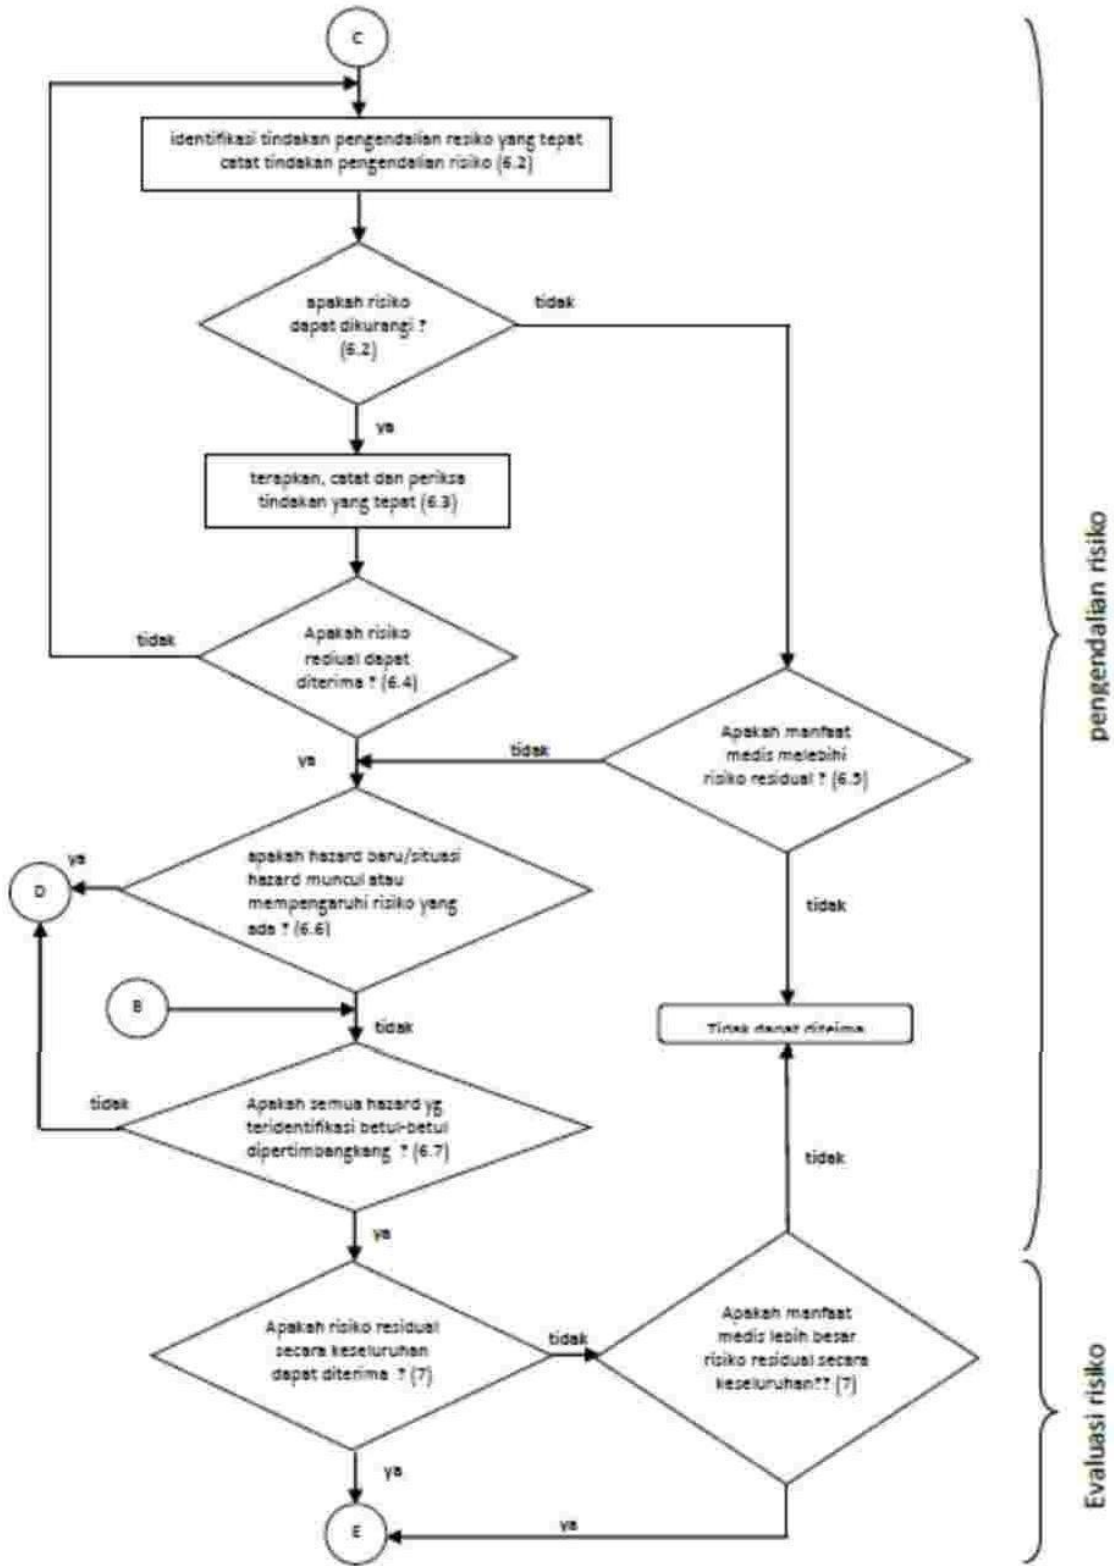 C
identifikasi tindakan pengendalian resiko yang tepat
catat tindakan pengendalian risiko (6.2)
apakah risiko
dapat dikurangi ?
(6.2)
tidak
ya
terapkan, catat dan periksa
tindakan yang tepat (6.3)
Apakah risiko
rediual dapat
diterima ? (6.4)
tidak
ya
Apakah manfaat
medis melebihi
risiko residual ? (6.5)
tidak
tidak
apakah hazard baru/situasi
hazard muncul atau
mempengaruhi risiko yang
ada ? (6.6)
ya
D
B
tidak
Tidak dapat diteima
Apakah semua hazard yg
teridentifikasi betul-betul
dipertimbangkang ? (6.7)
tidak
ya
tidak
Apakah risiko residual
secara keseluruhan
dapat diterima ? (7)
tidak
Apakah manfaat
medis lebih besar
risiko residual secara
keseluruhan?? (7)
ya
E
ya
pengendalian risiko
Evaluasi risiko